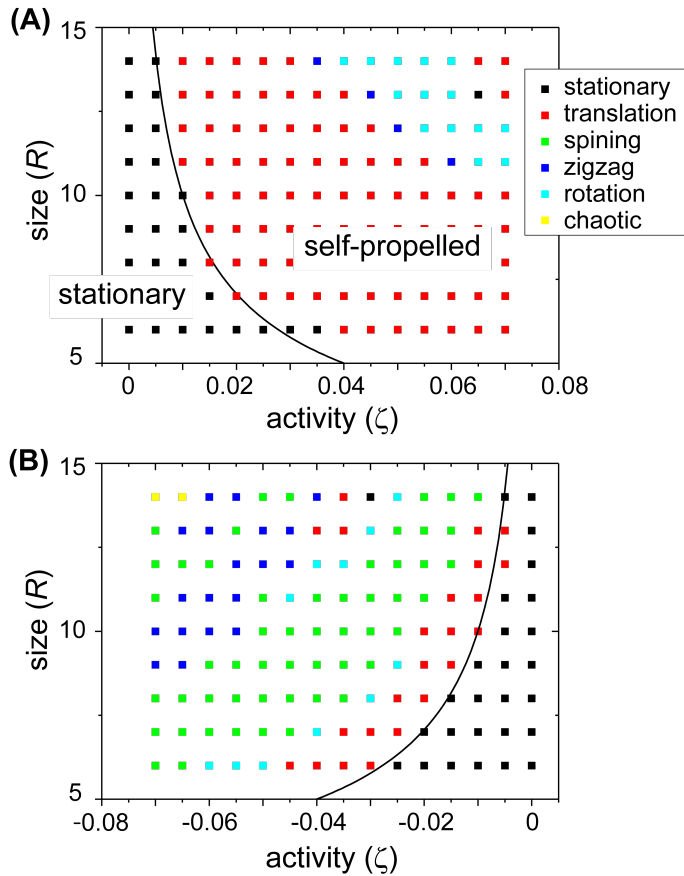 (A)
15
10
5
size (R)
stationary
self-propelled
0
0.02
0.04
0.06
0.08
activity (ζ)
stationary
translation
spining
zigzag
rotation
chaotic
(B)
15
10
5
size (R)
-0.08
-0.06
-0.04
-0.02
0
activity (ζ)